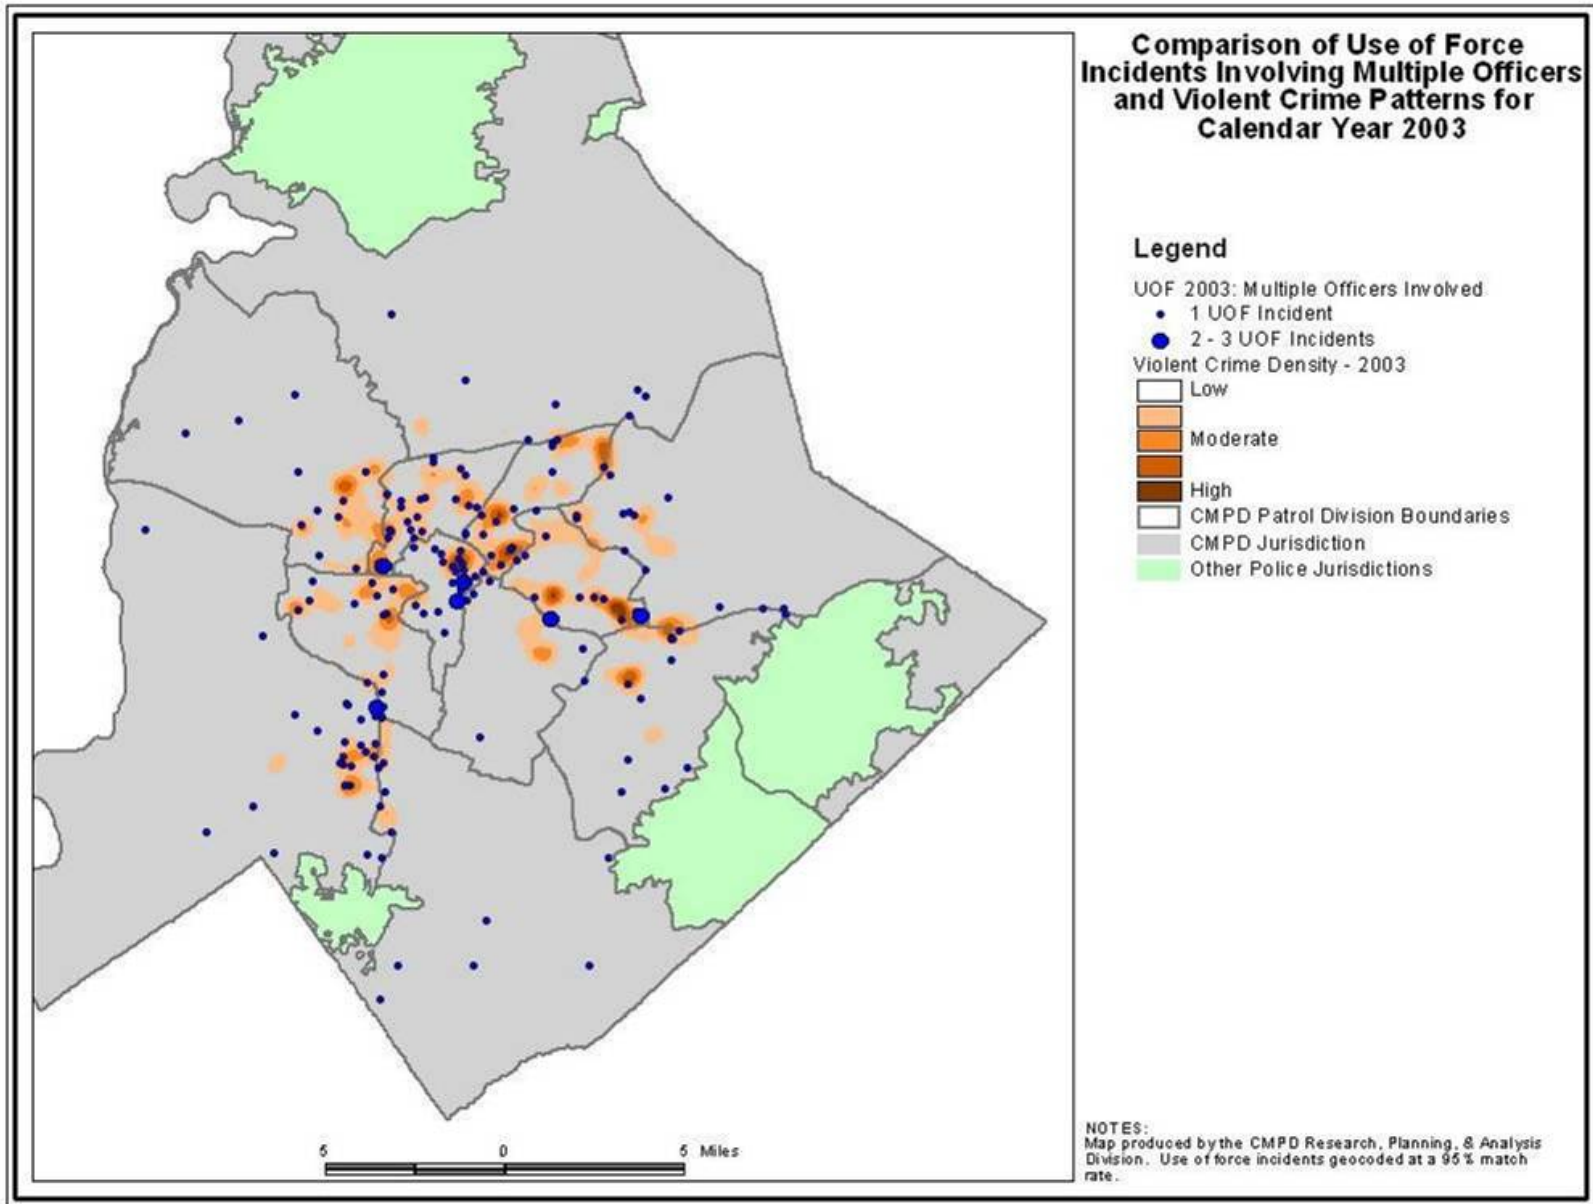 Comparison of Use of Force
Incidents Involving Multiple Officers
and Violent Crime Patterns for
Calendar Year 2003
Legend
UOF 2003: Multiple Officers Involved
1 UOF Incident
2 - 3 UOF Incidents
Violent Crime Density - 2003
Low
Moderate
High
CMPD Patrol Division Boundaries
CMPD Jurisdiction
Other Police Jurisdictions
5 0 5 Miles
NOTES:
Map produced by the CMPD Research, Planning, & Analysis
Division. Use of force incidents geocoded at a 95% match
rate.